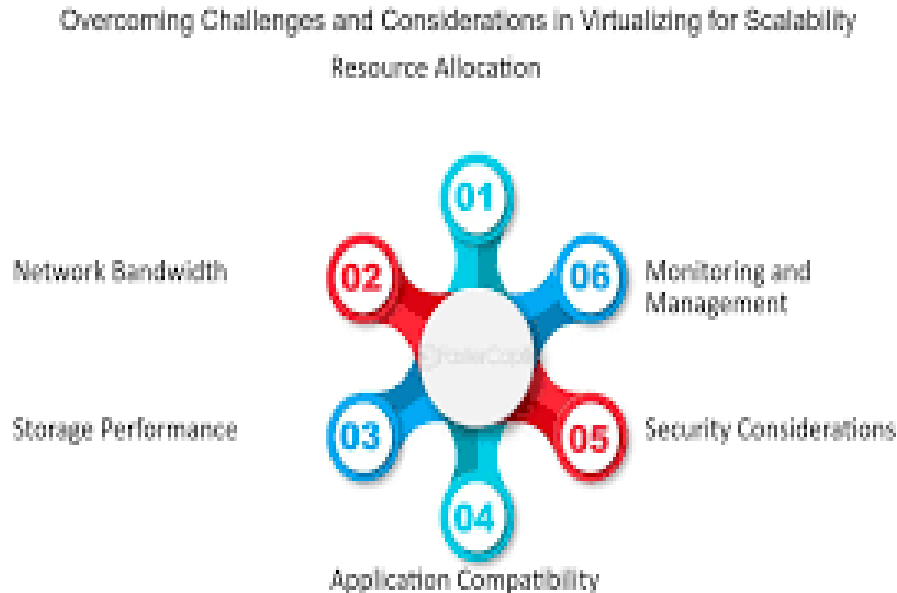 Overcoming Challenges and Considerations in Virtualizing for Scalability
Resource Allocation
01
02
Network Bandwidth
06
Monitoring and
Management
03
Storage Performance
05
Security Considerations
04
Application Compatibility